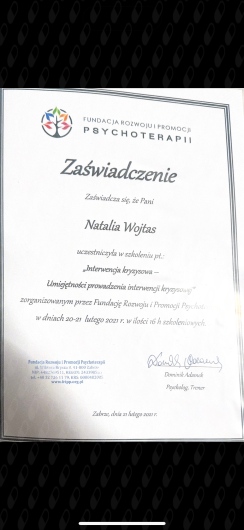 FUNDACJA ROZWOJU I PROMOCJI
PSYCHOTERAPII
Zaświadczenie
Zaświadcza się, że Pani
Natalia Wojtas
uczestniczyła w szkoleniu pt.:
„Interwencja kryzysowa –
Umiejętności prowadzenia interwencji kryzysowej”
zorganizowanym przez Fundację Rozwoju i Promocji
w dniach 20-21 lutego 2021 r. w ilości 16 h szkoleniowych.
Fundacja Rozwoju i Promocji Psychoterapii
Dominik
Psycholog, Trener
Zabrze, dnia 21 lutego 2021 r.